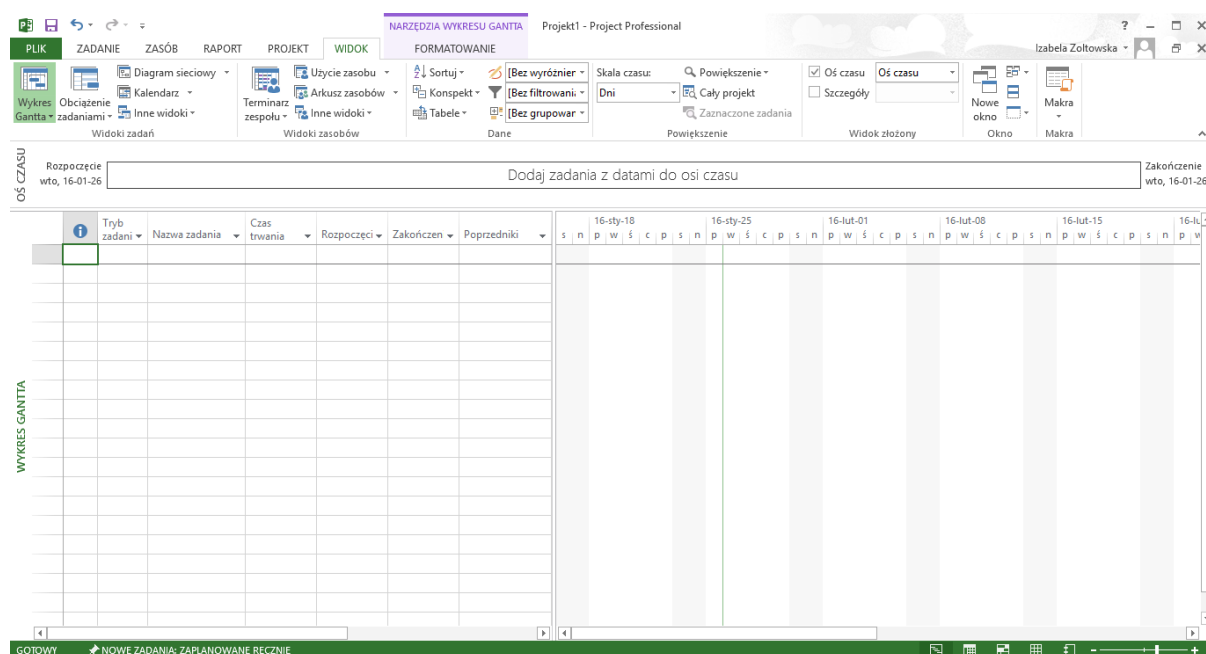 NARZĘDZIA WYKRESU GANTTA Projekt1 - Project Professional ?
PLIK ZADANIE ZASÓB RAPORT PROJEKT WIDOK FORMATOWANIE Izabela Zoltowska
Wykres Gantta
Obciążenie zadaniami
Diagram sieciowy
Kalendarz
Inne widoki
Widoki zadań
Terminarz zespołu
Użycie zasobu
Arkusz zasobów
Inne widoki
Widoki zasobów
Sortuj
Konspekt
Tabele
[Bez wyróżnier
[Bez filtrowani
[Bez grupowar
Dane
Skala czasu:
Dni
Powiększenie
Cały projekt
Zaznaczone zadania
Powiększenie
Oś czasu Oś czasu
Szczegóły
Widok złożony
Nowe okno
Okno
Makra
Makra
OŚ CZASU
Rozpoczęcie
wto, 16-01-26
Dodaj zadania z datami do osi czasu
Zakończenie
wto, 16-01-26
Tryb zadani Nazwa zadania Czas trwania Rozpoczęci Zakończen Poprzedniki
16-sty-18 16-sty-25 16-lut-01 16-lut-08 16-lut-15 16-lu
s n p w ś c p s n p w ś c p s n p w ś c p s n p w ś c p s n p w ś c p s n p w
WYKRES GANTTA
GOTOWY NOWE ZADANIA: ZAPLANOWANE RĘCZNIE